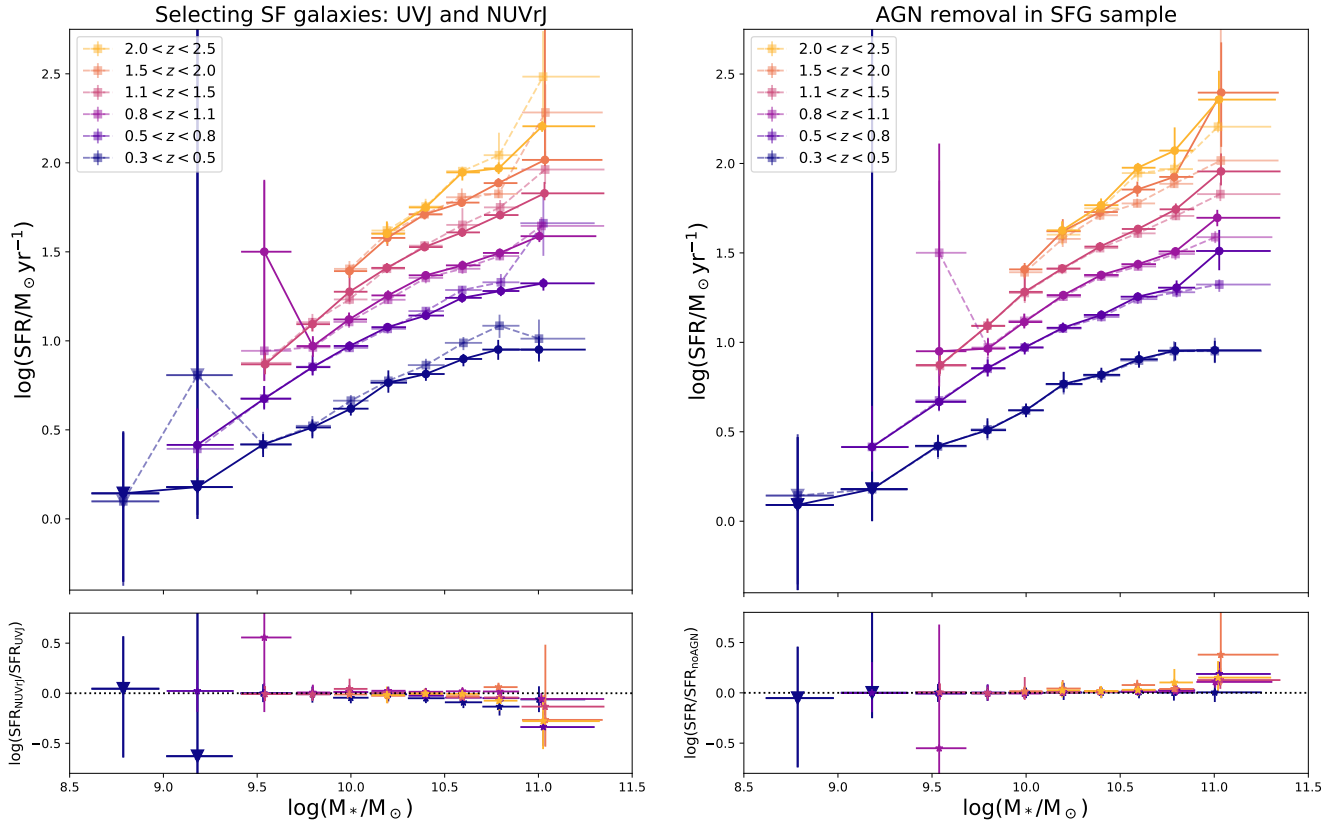 Selecting SF galaxies: UVJ and NUVrJ
2.0 < z < 2.5
1.5 < z < 2.0
1.1 < z < 1.5
0.8 < z < 1.1
0.5 < z < 0.8
0.3 < z < 0.5
log(SFR/M⊙yr⁻¹)
2.5
2.0
1.5
1.0
0.5
0.0
log(SFR_NUVrJ/SFR_UVJ)
0.5
0.0
−0.5
8.5 9.0 9.5 10.0 10.5 11.0 11.5
log(M*/M⊙)
AGN removal in SFG sample
2.0 < z < 2.5
1.5 < z < 2.0
1.1 < z < 1.5
0.8 < z < 1.1
0.5 < z < 0.8
0.3 < z < 0.5
log(SFR/M⊙yr⁻¹)
2.5
2.0
1.5
1.0
0.5
0.0
log(SFR/SFR_noAGN)
0.5
0.0
−0.5
8.5 9.0 9.5 10.0 10.5 11.0 11.5
log(M*/M⊙)